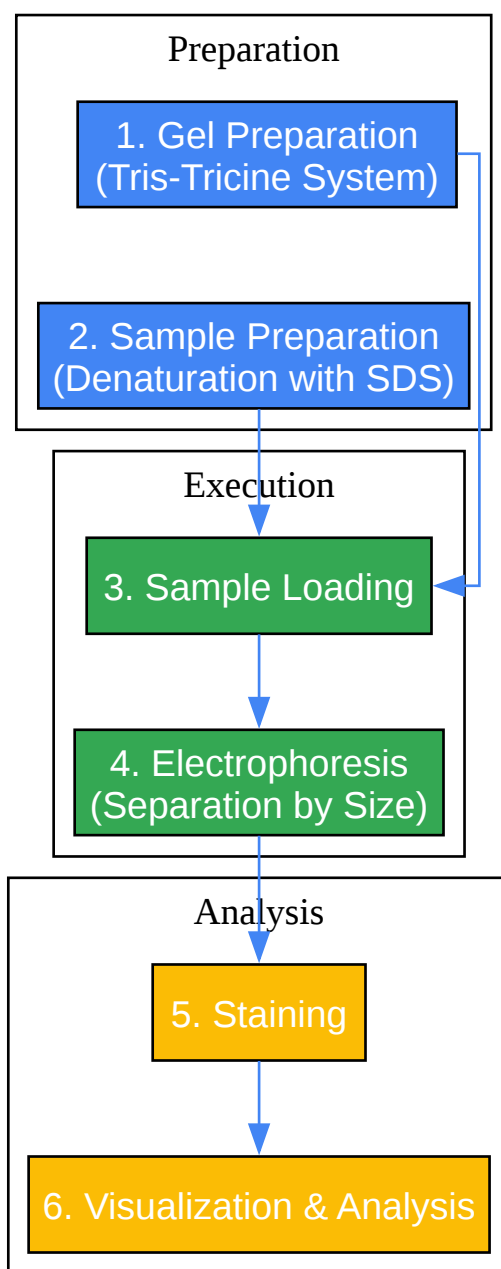 Preparation
1. Gel Preparation
(Tris-Tricine System)
2. Sample Preparation
(Denaturation with SDS)
Execution
3. Sample Loading
4. Electrophoresis
(Separation by Size)
Analysis
5. Staining
6. Visualization & Analysis